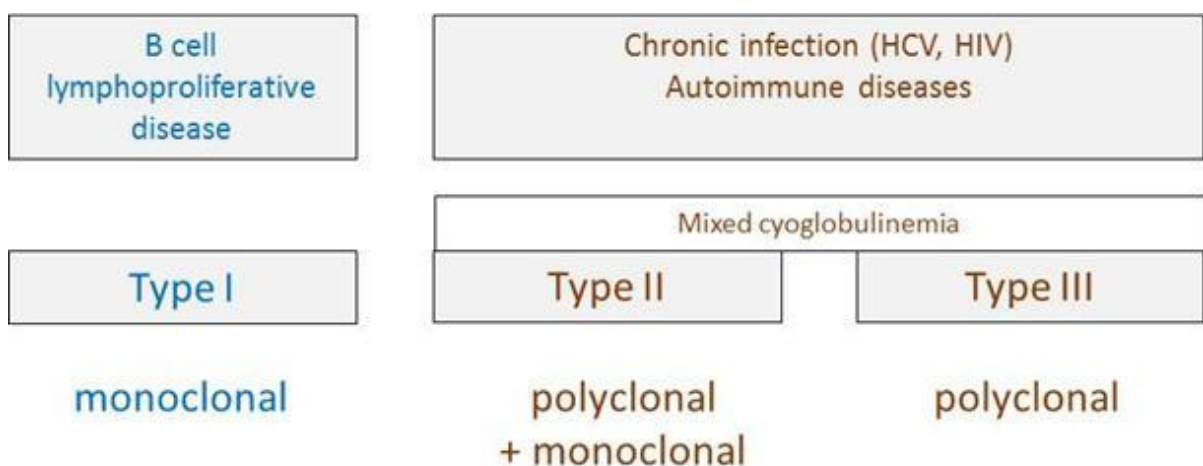 B cell
lymphoproliferative
disease
Chronic infection (HCV, HIV)
Autoimmune diseases
Mixed cyoglobulinemia
Type I
Type II
Type III
monoclonal
polyclonal
+ monoclonal
polyclonal